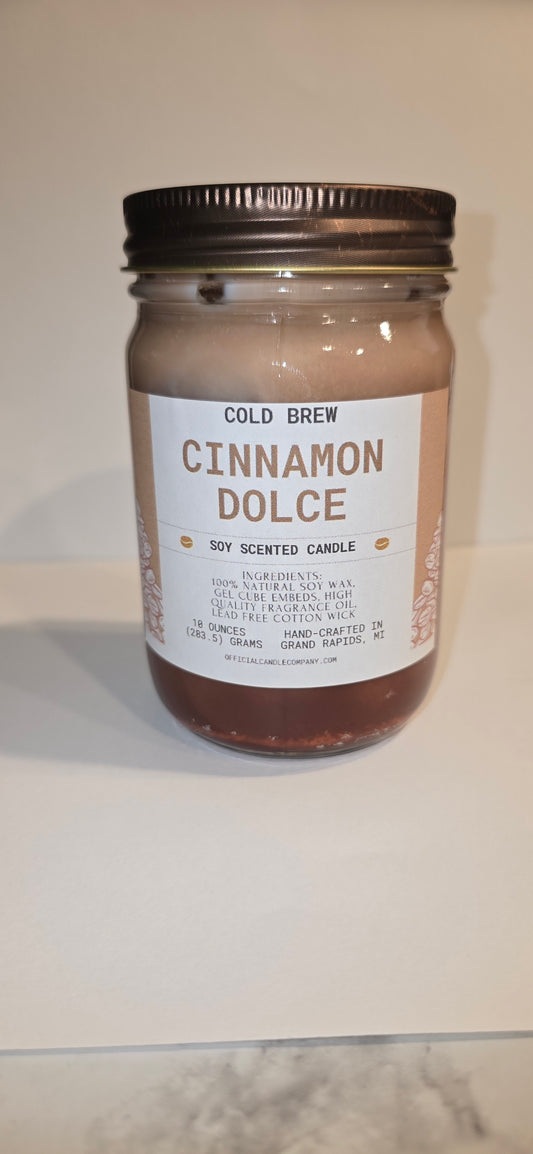 COLD BREW
CINNAMON
DOLCE
SOY SCENTED CANDLE
INGREDIENTS:
100% NATURAL SOY WAX,
GEL CUBE EMBEDS, HIGH
QUALITY FRAGRANCE OIL,
LEAD FREE COTTON WICK
10 OUNCES
(283.5) GRAMS
HAND-CRAFTED IN
GRAND RAPIDS, MI
OFFICIALCANDLECOMPANY.COM